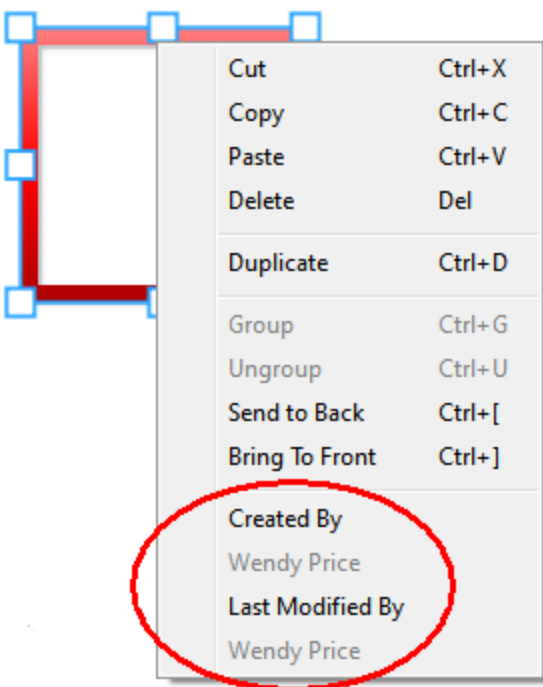 Cut Ctrl+X
Copy Ctrl+C
Paste Ctrl+V
Delete Del
Duplicate Ctrl+D
Group Ctrl+G
Ungroup Ctrl+U
Send to Back Ctrl+[
Bring To Front Ctrl+]
Created By
Wendy Price
Last Modified By
Wendy Price